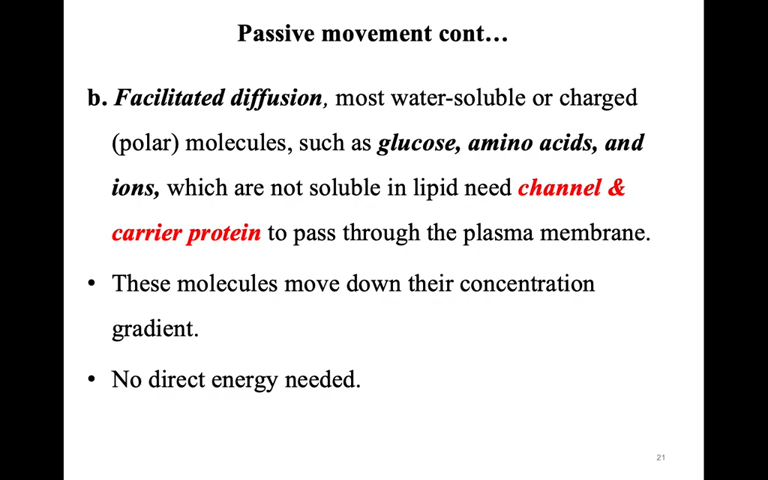 Passive movement cont…
b. Facilitated diffusion, most water-soluble or charged
(polar) molecules, such as glucose, amino acids, and
ions, which are not soluble in lipid need channel &
carrier protein to pass through the plasma membrane.
• These molecules move down their concentration
gradient.
• No direct energy needed.
21